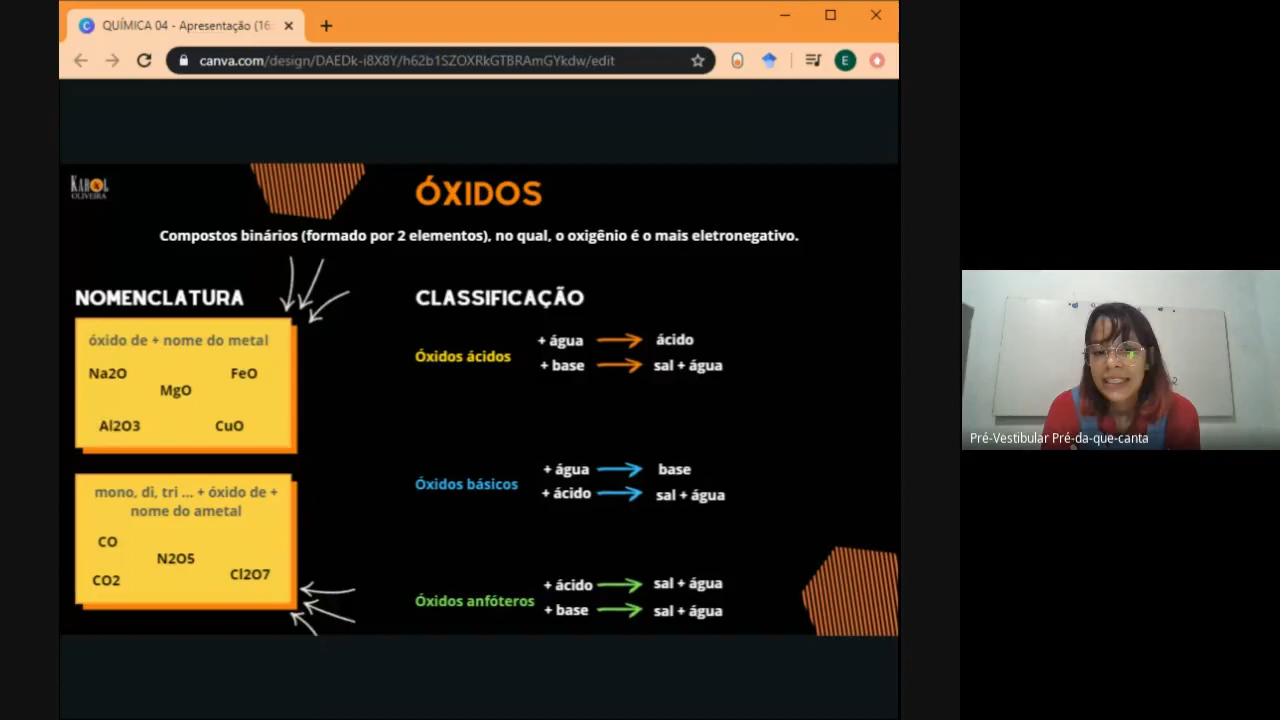 QUÍMICA 04 - Apresentação (16:
canva.com/design/DAEDk-i8X8Y/h62b1SZOXRkGTBRAmGYkdw/edit
E
KAROL
OLIVEIRA
ÓXIDOS
Compostos binários (formado por 2 elementos), no qual, o oxigênio é o mais eletronegativo.
NOMENCLATURA
óxido de + nome do metal
Na2O
FeO
MgO
Al2O3
CuO
mono, di, tri ... + óxido de +
nome do ametal
CO
N2O5
CO2
Cl2O7
CLASSIFICAÇÃO
Óxidos ácidos
+ água
ácido
+ base
sal + água
Óxidos básicos
+ água
base
+ ácido
sal + água
Óxidos anfóteros
+ ácido
sal + água
+ base
sal + água
Pré-Vestibular Pré-da-que-canta